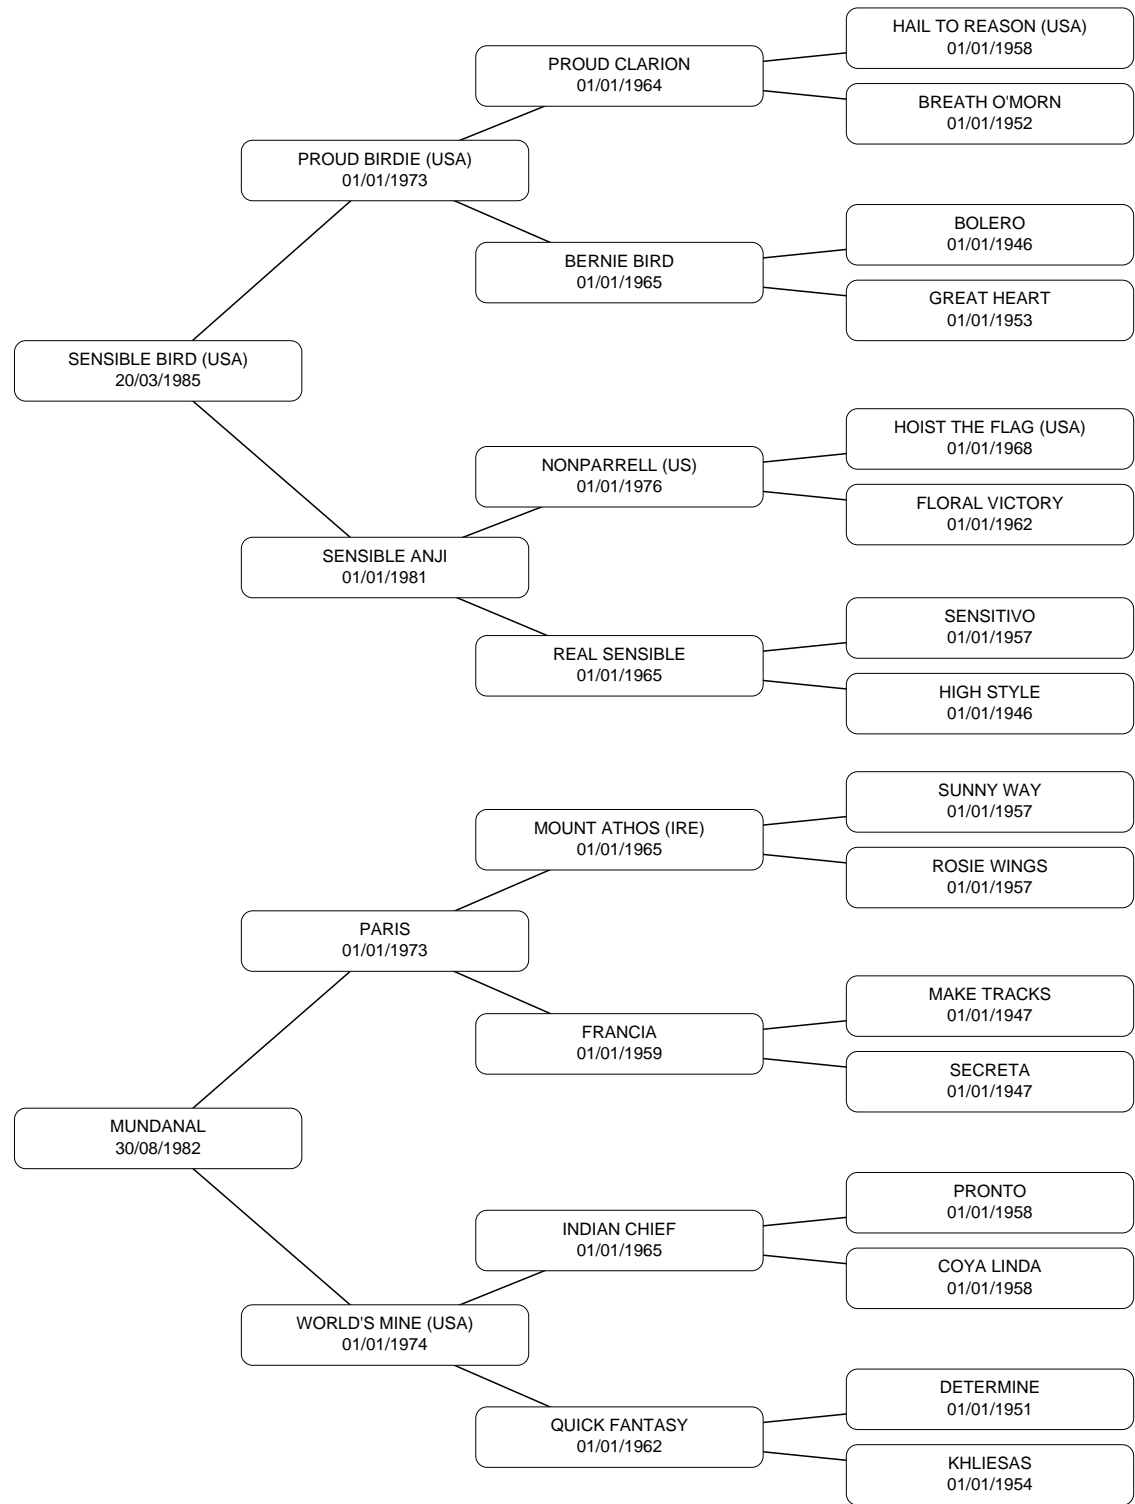 HAIL TO REASON (USA)
01/01/1958
PROUD CLARION
01/01/1964
BREATH O'MORN
01/01/1952
PROUD BIRDIE (USA)
01/01/1973
BOLERO
01/01/1946
BERNIE BIRD
01/01/1965
GREAT HEART
01/01/1953
SENSIBLE BIRD (USA)
20/03/1985
HOIST THE FLAG (USA)
01/01/1968
NONPARRELL (US)
01/01/1976
FLORAL VICTORY
01/01/1962
SENSIBLE ANJI
01/01/1981
SENSITIVO
01/01/1957
REAL SENSIBLE
01/01/1965
HIGH STYLE
01/01/1946
SUNNY WAY
01/01/1957
MOUNT ATHOS (IRE)
01/01/1965
ROSIE WINGS
01/01/1957
PARIS
01/01/1973
MAKE TRACKS
01/01/1947
FRANCIA
01/01/1959
SECRETA
01/01/1947
MUNDANAL
30/08/1982
PRONTO
01/01/1958
INDIAN CHIEF
01/01/1965
COYA LINDA
01/01/1958
WORLD'S MINE (USA)
01/01/1974
DETERMINE
01/01/1951
QUICK FANTASY
01/01/1962
KHLIESAS
01/01/1954